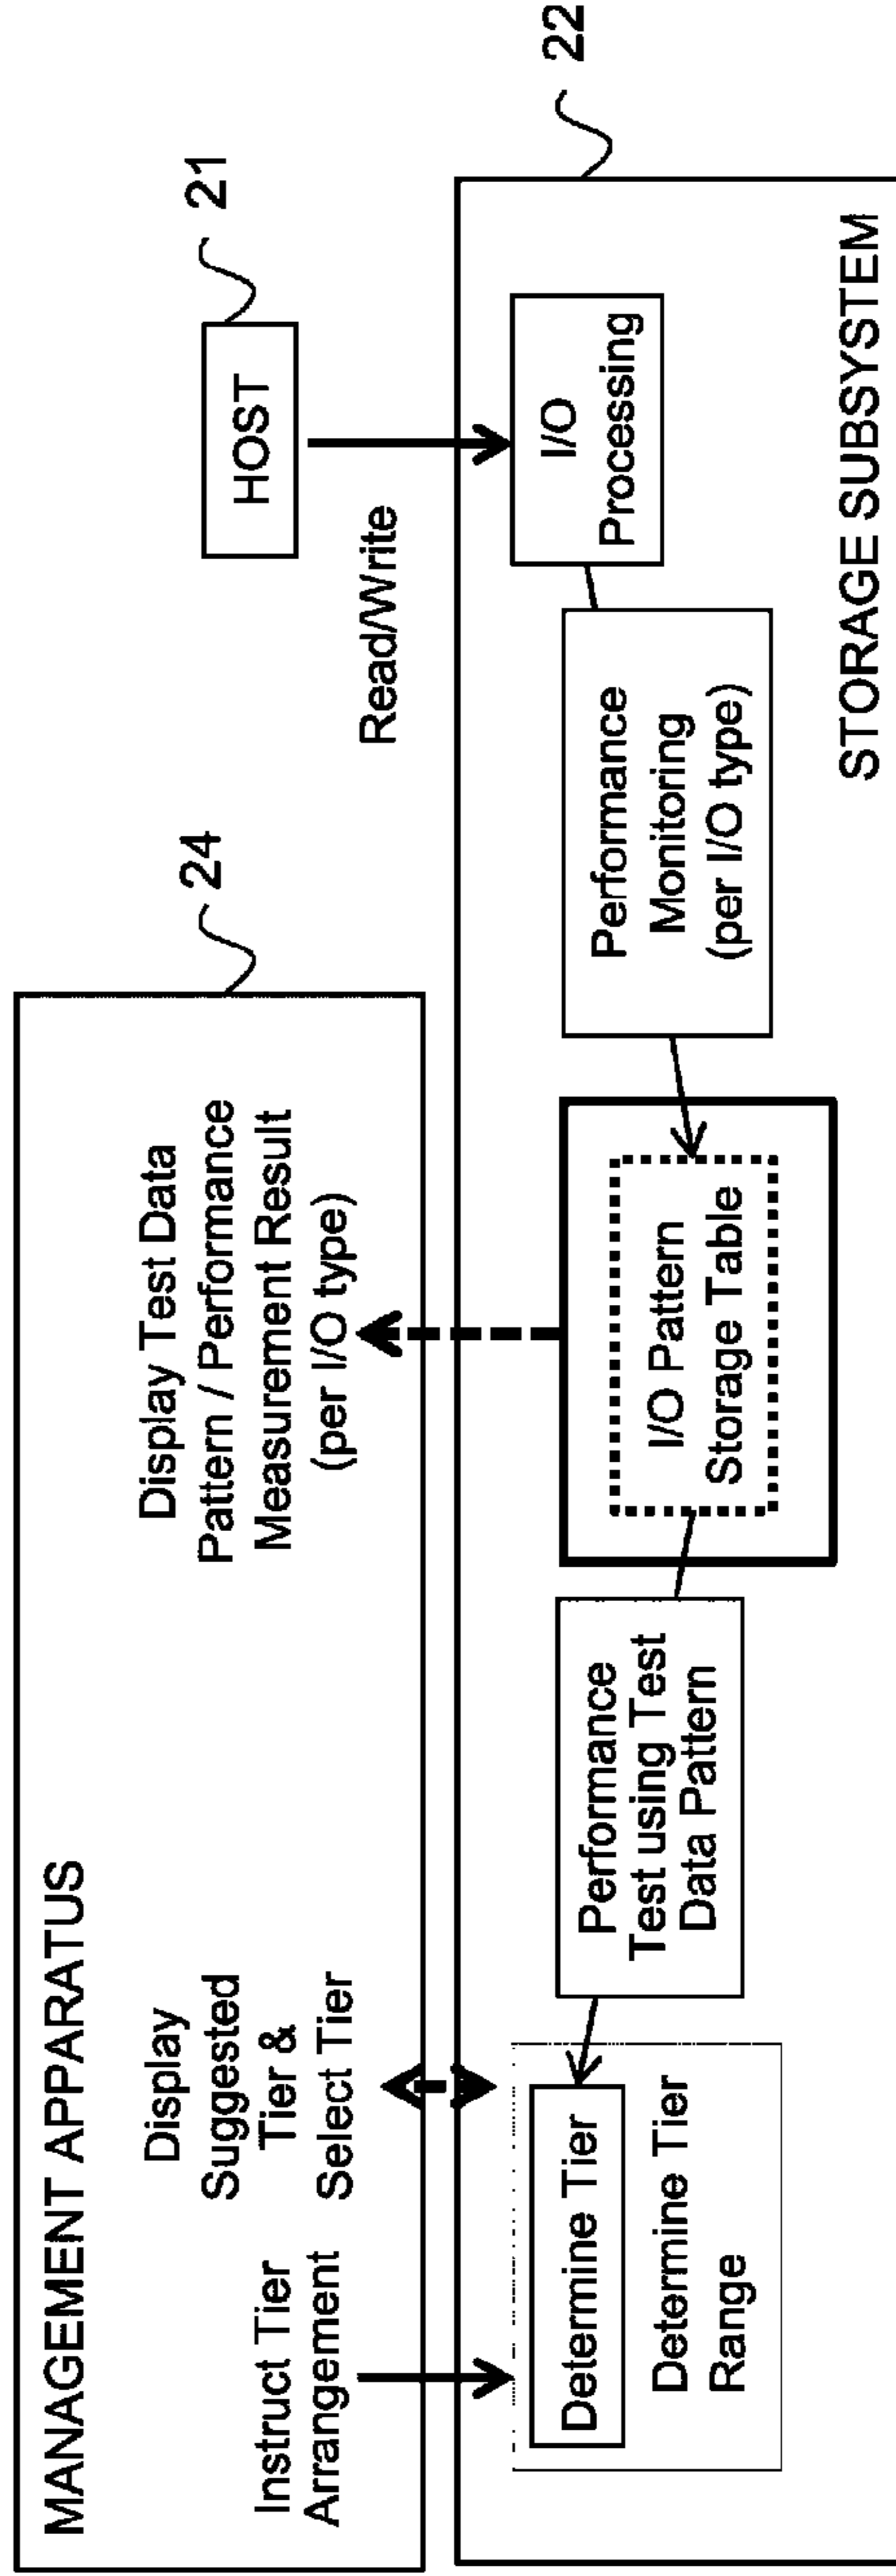 MANAGEMENT APPARATUS
24
Instruct Tier
Arrangement
Display
Suggested
Tier &
Select Tier
Display Test Data
Pattern / Performance
Measurement Result
(per I/O type)
HOST
21
Read/Write
22
Determine Tier
Determine Tier
Range
Performance
Test using Test
Data Pattern
I/O Pattern
Storage Table
Performance
Monitoring
(per I/O type)
I/O
Processing
STORAGE SUBSYSTEM